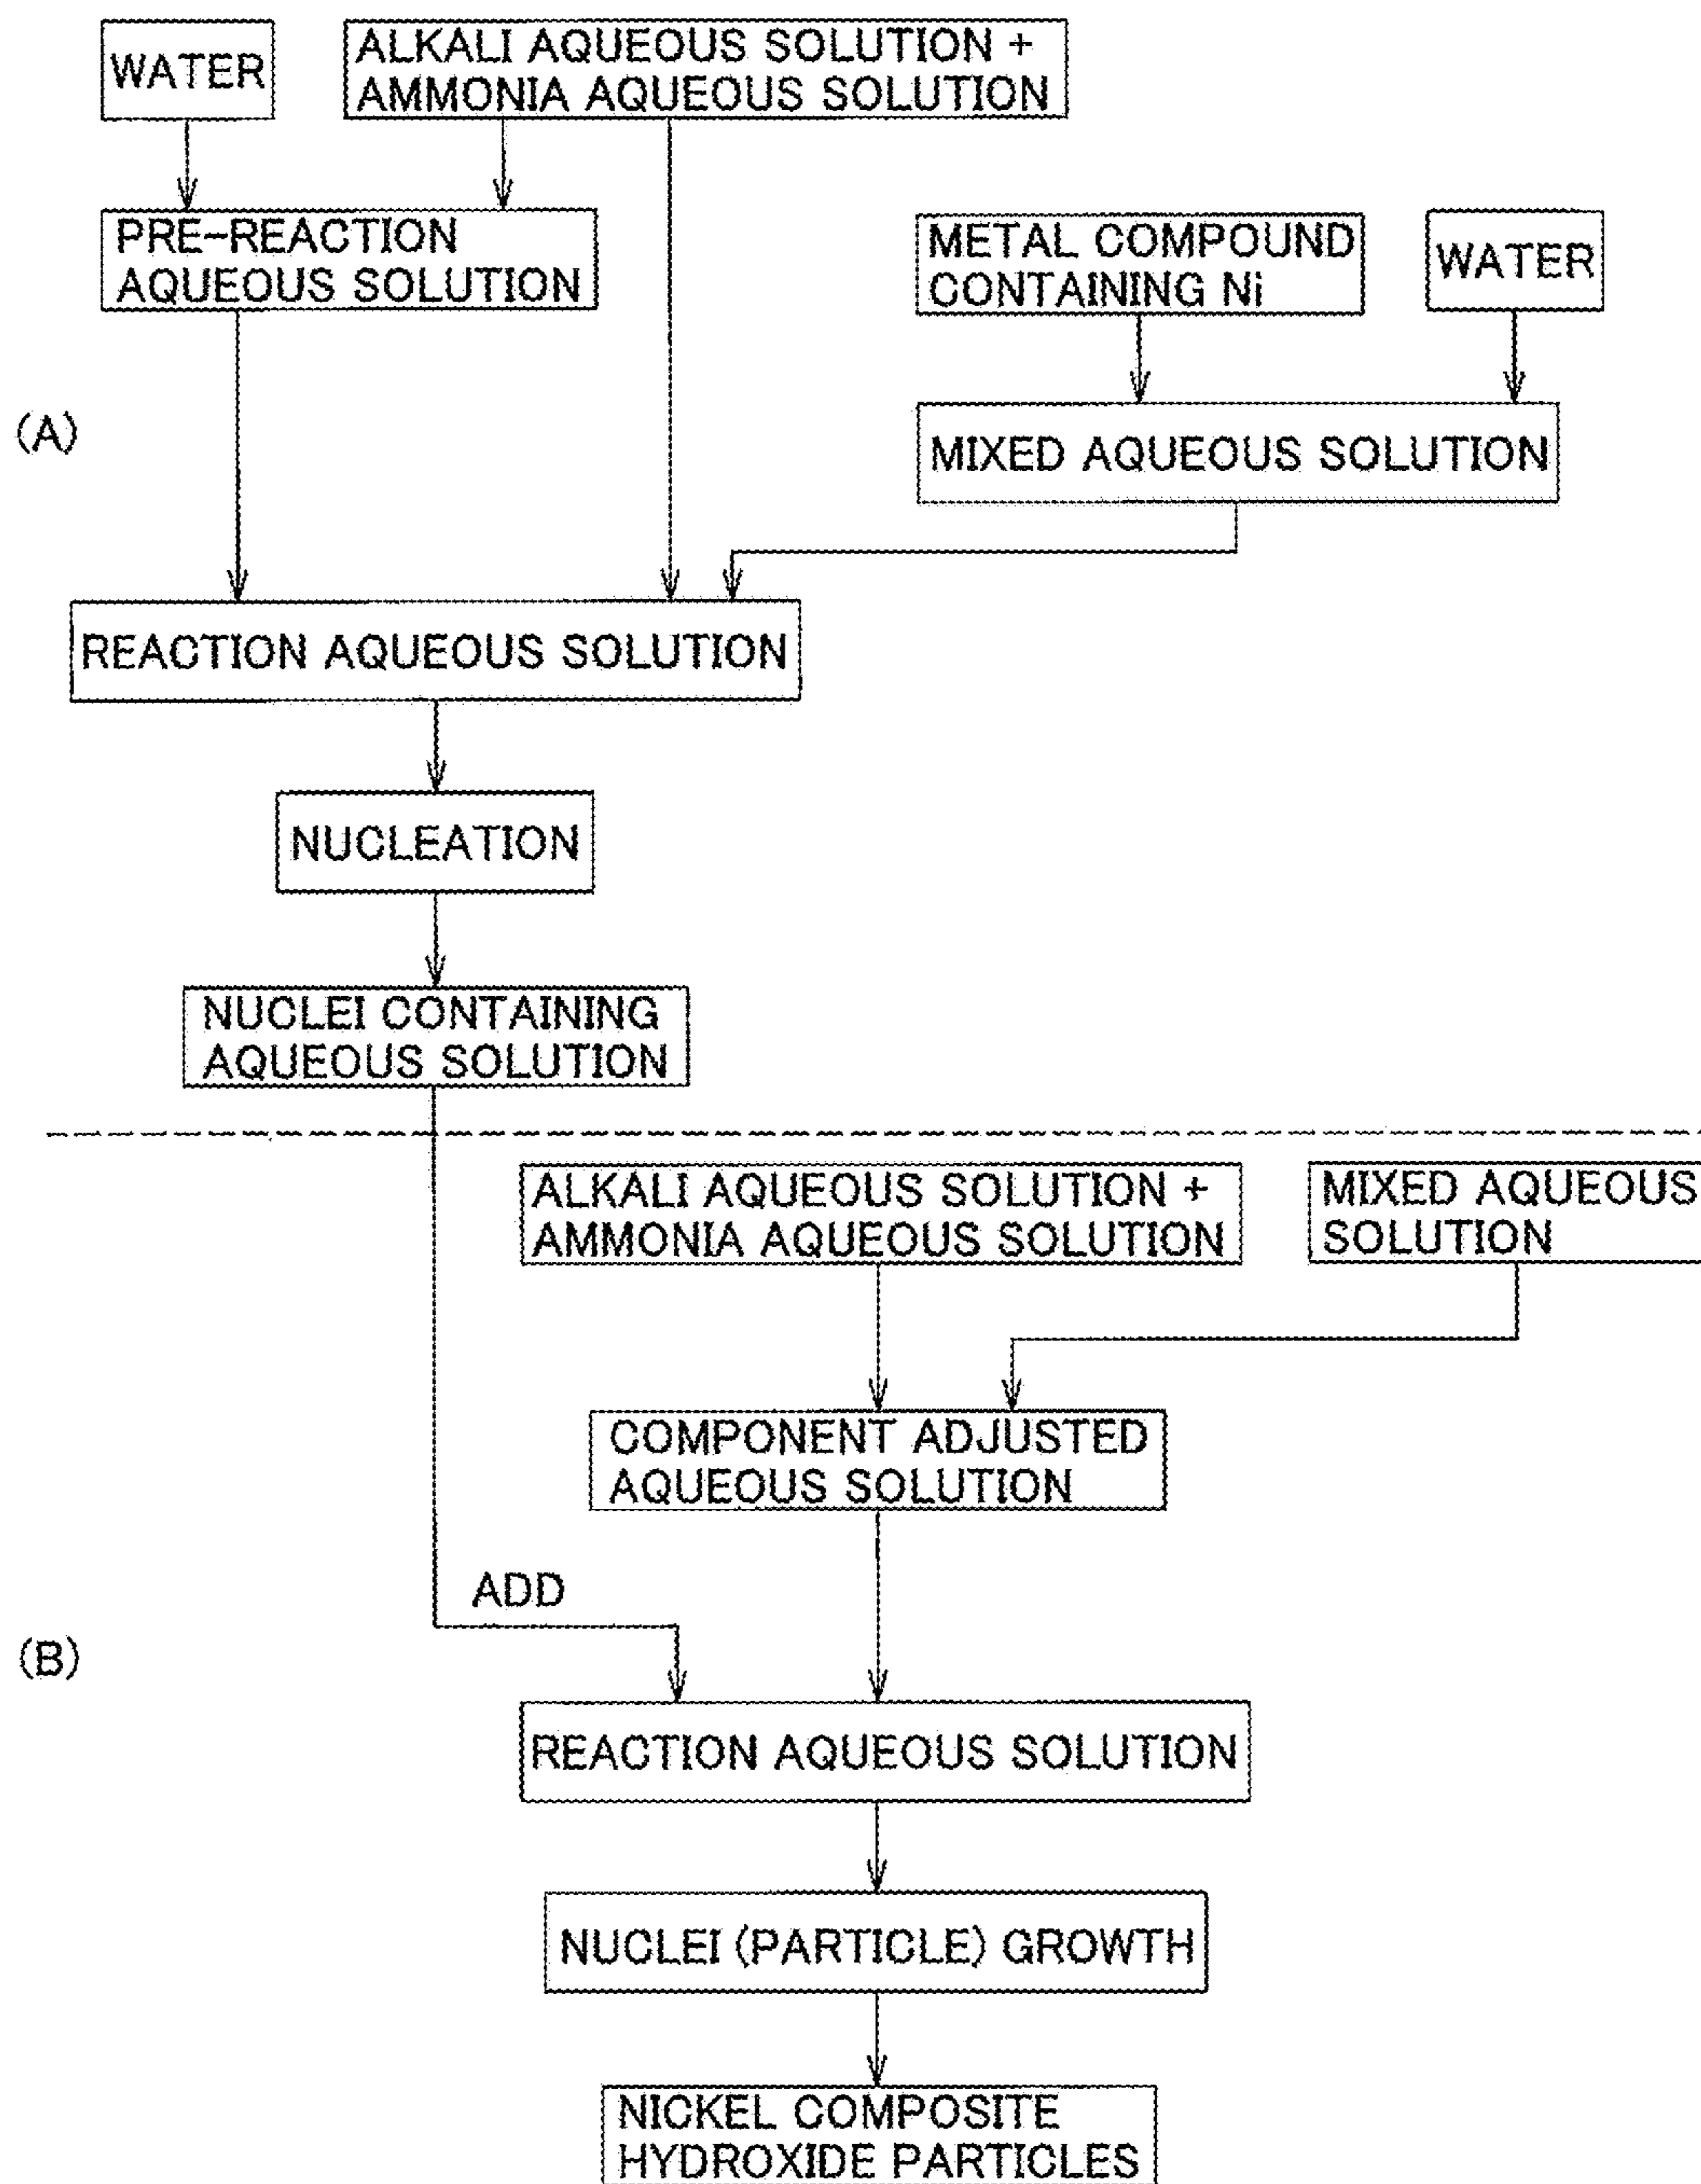 WATER
ALKALI AQUEOUS SOLUTION +
AMMONIA AQUEOUS SOLUTION
PRE-REACTION
AQUEOUS SOLUTION
METAL COMPOUND
CONTAINING Ni
WATER
(A)
MIXED AQUEOUS SOLUTION
REACTION AQUEOUS SOLUTION
NUCLEATION
NUCLEI CONTAINING
AQUEOUS SOLUTION
ALKALI AQUEOUS SOLUTION +
AMMONIA AQUEOUS SOLUTION
MIXED AQUEOUS
SOLUTION
COMPONENT ADJUSTED
AQUEOUS SOLUTION
ADD
(B)
REACTION AQUEOUS SOLUTION
NUCLEI (PARTICLE) GROWTH
NICKEL COMPOSITE
HYDROXIDE PARTICLES